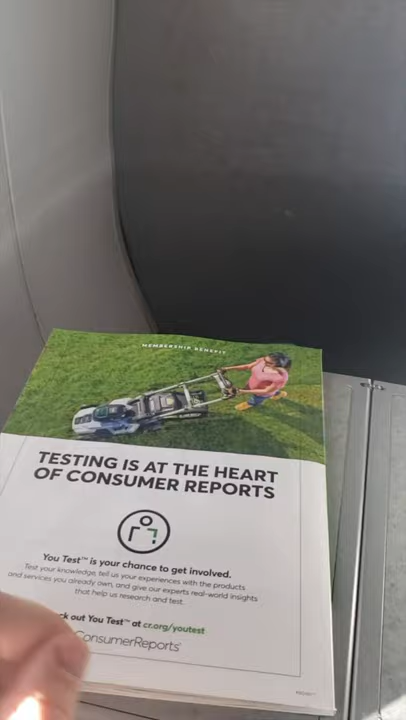 MEMBERSHIP BENEFIT
TESTING IS AT THE HEART
OF CONSUMER REPORTS
You Test™ is your chance to get involved.
Test your knowledge, tell us your experiences with the products
and services you already own, and give our experts real-world insights
that help us research and test.
ck out You Test™ at cr.org/youtest
ConsumerReports